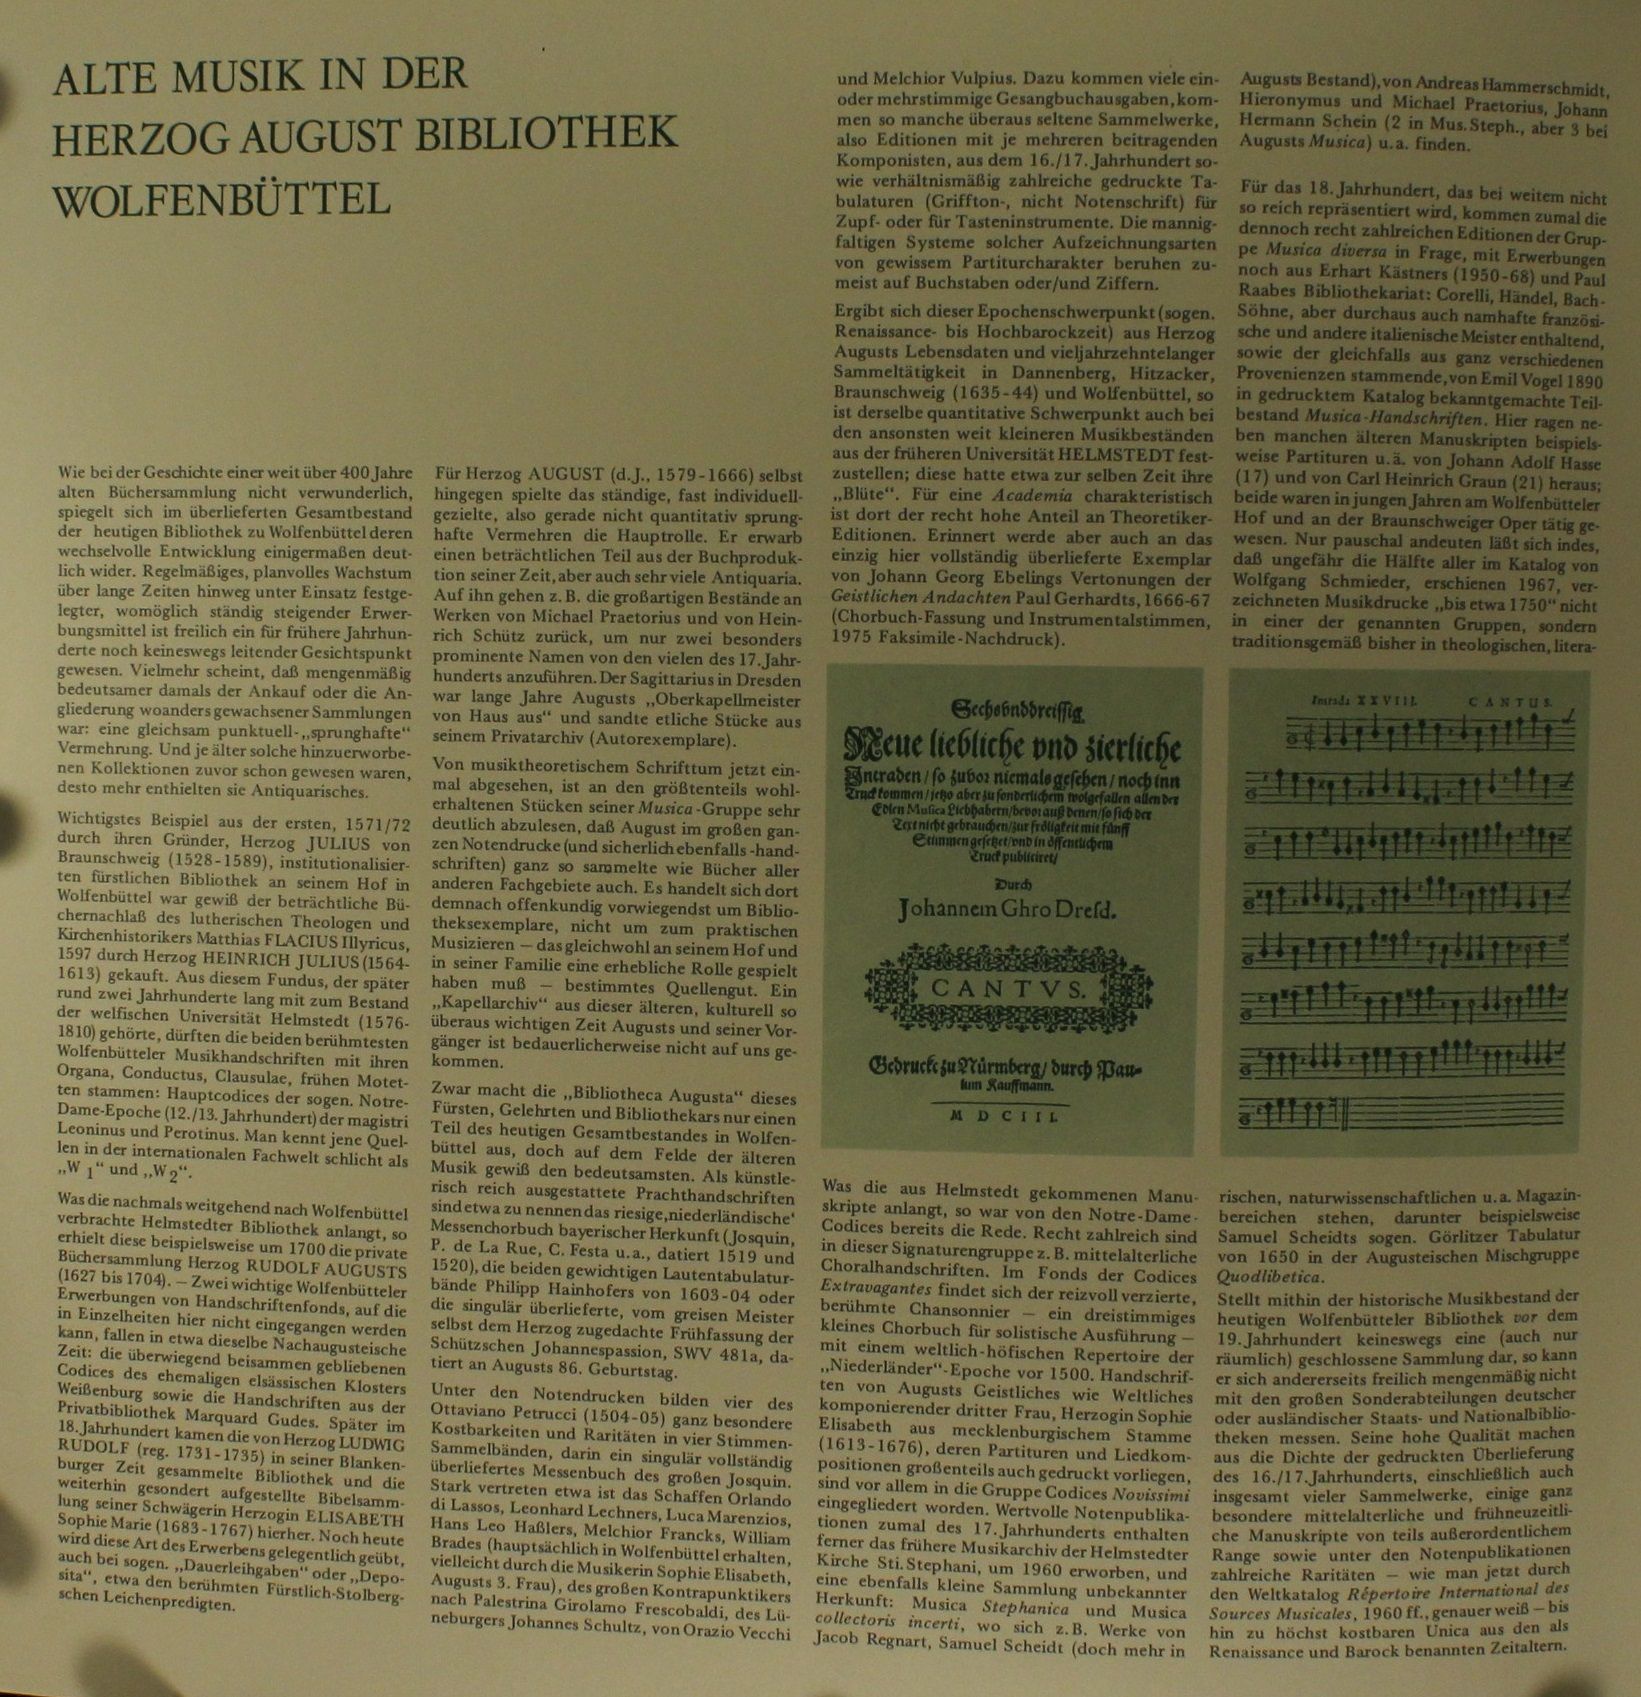 ALTE MUSIK IN DER
HERZOG AUGUST BIBLIOTHEK
WOLFENBÜTTEL
Wie bei der Geschichte einer weit über 400 Jahre
alten Büchersammlung nicht verwunderlich,
spiegelt sich im überlieferten Gesamtbestand
der heutigen Bibliothek zu Wolfenbüttel deren
wechselvolle Entwicklung einigermaßen deut-
lich wider. Regelmäßiges, planvolles Wachstum
über lange Zeiten hinweg unter Einsatz festge-
legter, womöglich ständig steigender Erwer-
bungsmittel ist freilich ein für frühere Jahrhun-
derte noch keineswegs leitender Gesichtspunkt
gewesen. Vielmehr scheint, daß mengenmäßig
bedeutsamer damals der Ankauf oder die An-
gliederung woanders gewachsener Sammlungen
war: eine gleichsam punktuell-„sprunghafte“
Vermehrung. Und je älter solche hinzuerworbe-
nen Kollektionen zuvor schon gewesen waren,
desto mehr enthielten sie Antiquarisches.
Wichtigstes Beispiel aus der ersten, 1571/72
durch ihren Gründer, Herzog JULIUS von
Braunschweig (1528-1589), institutionalisier-
ten fürstlichen Bibliothek an seinem Hof in
Wolfenbüttel war gewiß der beträchtliche Bü-
chernachlaß des lutherischen Theologen und
Kirchenhistorikers Matthias FLACIUS Illyricus,
1597 durch Herzog HEINRICH JULIUS (1564-
1613) gekauft. Aus diesem Fundus, der später
rund zwei Jahrhunderte lang mit zum Bestand
der welfischen Universität Helmstedt (1576-
1810) gehörte, dürften die beiden berühmtesten
Wolfenbütteler Musikhandschriften mit ihren
Organa, Conductus, Clausulae, frühen Motet-
ten stammen: Hauptcodices der sogen. Notre-
Dame-Epoche (12./13. Jahrhundert) der magistri
Leoninus und Perotinus. Man kennt jene Quel-
len in der internationalen Fachwelt schlicht als
„W 1“ und „W 2“.
Was die nachmals weitgehend nach Wolfenbüttel
verbrachte Helmstedter Bibliothek anlangt, so
erhielt diese beispielsweise um 1700 die private
Büchersammlung Herzog RUDOLF AUGUSTS
(1627 bis 1704). – Zwei wichtige Wolfenbütteler
Erwerbungen von Handschriftenfonds, auf die
in Einzelheiten hier nicht eingegangen werden
kann, fallen in etwa dieselbe Nachaugusteische
Zeit: die überwiegend beisammen gebliebenen
Codices des ehemaligen elsässischen Klosters
Weißenburg sowie die Handschriften aus der
Privatbibliothek Marquard Gudes. Später im
18. Jahrhundert kamen die von Herzog LUDWIG
RUDOLF (reg. 1731-1735) in seiner Blanken-
burger Zeit gesammelte Bibliothek und die
weiterhin gesondert aufgestellte Bibelsamm-
lung seiner Schwägerin Herzogin ELISABETH
Sophie Marie (1683-1767) hierher. Noch heute
wird diese Art des Erwerbens gelegentlich geübt,
auch bei sogen. „Dauerleihgaben“ oder „Depo-
sita“, etwa den berühmten Fürstlich-Stolberg-
schen Leichenpredigten.
Für Herzog AUGUST (d.J., 1579-1666) selbst
hingegen spielte das ständige, fast individuell-
gezielte, also gerade nicht quantitativ sprung-
hafte Vermehren die Hauptrolle. Er erwarb
einen beträchtlichen Teil aus der Buchproduk-
tion seiner Zeit, aber auch sehr viele Antiquaria.
Auf ihn gehen z. B. die großartigen Bestände an
Werken von Michael Praetorius und von Hein-
rich Schütz zurück, um nur zwei besonders
prominente Namen von den vielen des 17. Jahr-
hunderts anzuführen. Der Sagittarius in Dresden
war lange Jahre Augusts „Oberkapellmeister
von Haus aus“ und sandte etliche Stücke aus
seinem Privatarchiv (Autorexemplare).
Von musiktheoretischem Schrifttum jetzt ein-
mal abgesehen, ist an den größtenteils wohl-
erhaltenen Stücken seiner Musica-Gruppe sehr
deutlich abzulesen, daß August im großen gan-
zen Notendrucke (und sicherlich ebenfalls -hand-
schriften) ganz so sammelte wie Bücher aller
anderen Fachgebiete auch. Es handelt sich dort
demnach offenkundig vorwiegendst um Biblio-
theksexemplare, nicht um zum praktischen
Musizieren – das gleichwohl an seinem Hof und
in seiner Familie eine erhebliche Rolle gespielt
haben muß – bestimmtes Quellengut. Ein
„Kapellarchiv“ aus dieser älteren, kulturell so
überaus wichtigen Zeit Augusts und seiner Vor-
gänger ist bedauerlicherweise nicht auf uns ge-
kommen.
Zwar macht die „Bibliotheca Augusta“ dieses
Fürsten, Gelehrten und Bibliothekars nur einen
Teil des heutigen Gesamtbestandes in Wolfen-
büttel aus, doch auf dem Felde der älteren
Musik gewiß den bedeutsamsten. Als künstle-
risch reich ausgestattete Prachthandschriften
sind etwa zu nennen das riesige ‚niederländische‘
Messenchorbuch bayerischer Herkunft (Josquin,
P. de La Rue, C. Festa u.a., datiert 1519 und
1520), die beiden gewichtigen Lautentabulatur-
bände Philipp Hainhofers von 1603-04 oder
die singulär überlieferte, vom greisen Meister
selbst dem Herzog zugedachte Frühfassung der
Schützschen Johannespassion, SWV 481a, da-
tiert an Augusts 86. Geburtstag.
Unter den Notendrucken bilden vier des
Ottaviano Petrucci (1504-05) ganz besondere
Kostbarkeiten und Raritäten in vier Stimmen-
Sammelbänden, darin ein singulär vollständig
überliefertes Messenbuch des großen Josquin.
Stark vertreten etwa ist das Schaffen Orlando
di Lassos, Leonhard Lechners, Luca Marenzios,
Hans Leo Haßlers, Melchior Francks, William
Brades (hauptsächlich in Wolfenbüttel erhalten,
vielleicht durch die Musikerin Sophie Elisabeth,
Augusts 3. Frau), des großen Kontrapunktikers
nach Palestrina Girolamo Frescobaldi, des Lü-
neburgers Johannes Schultz, von Orazio Vecchi
und Melchior Vulpius. Dazu kommen viele ein-
oder mehrstimmige Gesangbuchausgaben, kom-
men so manche überaus seltene Sammelwerke,
also Editionen mit je mehreren beitragenden
Komponisten, aus dem 16./17. Jahrhundert so-
wie verhältnismäßig zahlreiche gedruckte Ta-
bulaturen (Griffton-, nicht Notenschrift) für
Zupf- oder für Tasteninstrumente. Die mannig-
faltigen Systeme solcher Aufzeichnungsarten
von gewissem Partiturcharakter beruhen zu-
meist auf Buchstaben oder/und Ziffern.
Ergibt sich dieser Epochenschwerpunkt (sogen.
Renaissance- bis Hochbarockzeit) aus Herzog
Augusts Lebensdaten und vieljahrzehntelanger
Sammeltätigkeit in Dannenberg, Hitzacker,
Braunschweig (1635-44) und Wolfenbüttel, so
ist derselbe quantitative Schwerpunkt auch bei
den ansonsten weit kleineren Musikbeständen
aus der früheren Universität HELMSTEDT fest-
zustellen; diese hatte etwa zur selben Zeit ihre
„Blüte“. Für eine Academia charakteristisch
ist dort der recht hohe Anteil an Theoretiker-
Editionen. Erinnert werde aber auch an das
einzig hier vollständig überlieferte Exemplar
von Johann Georg Ebelings Vertonungen der
Geistlichen Andachten Paul Gerhardts, 1666-67
(Chorbuch-Fassung und Instrumentalstimmen,
1975 Faksimile-Nachdruck).
Sechsvnddreissig
Neue liebliche vnd zierliche
Intraden / so zuvor niemals gesehen / noch inn
Truck kommen / jetzo aber zu sonderlichem wolgefallen allen der
Edlen Musica Liebhabern / bevor auß denen / so sich der
Text nicht gebrauchen / zur fröligkeit mit fünff
Stimmen gesetzet / vnd in öffentlichem
Truck publiciret /
Durch
Johannem Ghro Dresd.
CANTVS.
Gedruckt zu Nürmberg / durch Pau-
lum Kauffmann.
M D C I I I.
Was die aus Helmstedt gekommenen Manu-
skripte anlangt, so war von den Notre-Dame-
Codices bereits die Rede. Recht zahlreich sind
in dieser Signaturengruppe z. B. mittelalterliche
Choralhandschriften. Im Fonds der Codices
Extravagantes findet sich der reizvoll verzierte,
berühmte Chansonnier – ein dreistimmiges
kleines Chorbuch für solistische Ausführung –
mit einem weltlich-höfischen Repertoire der
„Niederländer“-Epoche vor 1500. Handschrif-
ten von Augusts Geistliches wie Weltliches
komponierender dritter Frau, Herzogin Sophie
Elisabeth aus mecklenburgischem Stamme
(1613-1676), deren Partituren und Liedkom-
positionen großenteils auch gedruckt vorliegen,
sind vor allem in die Gruppe Codices Novissimi
eingegliedert worden. Wertvolle Notenpublika-
tionen zumal des 17. Jahrhunderts enthalten
ferner das frühere Musikarchiv der Helmstedter
Kirche Sti. Stephani, um 1960 erworben, und
eine ebenfalls kleine Sammlung unbekannter
Herkunft: Musica Stephanica und Musica
collectoris incerti, wo sich z. B. Werke von
Jacob Regnart, Samuel Scheidt (doch mehr in
Augusts Bestand), von Andreas Hammerschmidt,
Hieronymus und Michael Praetorius, Johann
Hermann Schein (2 in Mus. Steph., aber 3 bei
Augusts Musica) u.a. finden.
Für das 18. Jahrhundert, das bei weitem nicht
so reich repräsentiert wird, kommen zumal die
dennoch recht zahlreichen Editionen der Grup-
pe Musica diversa in Frage, mit Erwerbungen
noch aus Erhart Kästners (1950-68) und Paul
Raabes Bibliothekariat: Corelli, Händel, Bach-
Söhne, aber durchaus auch namhafte französi-
sche und andere italienische Meister enthaltend,
sowie der gleichfalls aus ganz verschiedenen
Provenienzen stammende, von Emil Vogel 1890
in gedrucktem Katalog bekanntgemachte Teil-
bestand Musica-Handschriften. Hier ragen ne-
ben manchen älteren Manuskripten beispiels-
weise Partituren u.ä. von Johann Adolf Hasse
(17) und von Carl Heinrich Graun (21) heraus;
beide waren in jungen Jahren am Wolfenbütteler
Hof und an der Braunschweiger Oper tätig ge-
wesen. Nur pauschal andeuten läßt sich indes,
daß ungefähr die Hälfte aller im Katalog von
Wolfgang Schmieder, erschienen 1967, ver-
zeichneten Musikdrucke „bis etwa 1750“ nicht
in einer der genannten Gruppen, sondern
traditionsgemäß bisher in theologischen, litera-
Intrada XXVIII. CANTUS.
rischen, naturwissenschaftlichen u.a. Magazin-
bereichen stehen, darunter beispielsweise
Samuel Scheidts sogen. Görlitzer Tabulatur
von 1650 in der Augusteischen Mischgruppe
Quodlibetica.
Stellt mithin der historische Musikbestand der
heutigen Wolfenbütteler Bibliothek vor dem
19. Jahrhundert keineswegs eine (auch nur
räumlich) geschlossene Sammlung dar, so kann
er sich andererseits freilich mengenmäßig nicht
mit den großen Sonderabteilungen deutscher
oder ausländischer Staats- und Nationalbiblio-
theken messen. Seine hohe Qualität machen
aus die Dichte der gedruckten Überlieferung
des 16./17. Jahrhunderts, einschließlich auch
insgesamt vieler Sammelwerke, einige ganz
besondere mittelalterliche und frühneuzeitli-
che Manuskripte von teils außerordentlichem
Range sowie unter den Notenpublikationen
zahlreiche Raritäten – wie man jetzt durch
den Weltkatalog Répertoire International des
Sources Musicales, 1960 ff., genauer weiß – bis
hin zu höchst kostbaren Unica aus den als
Renaissance und Barock benannten Zeitaltern.